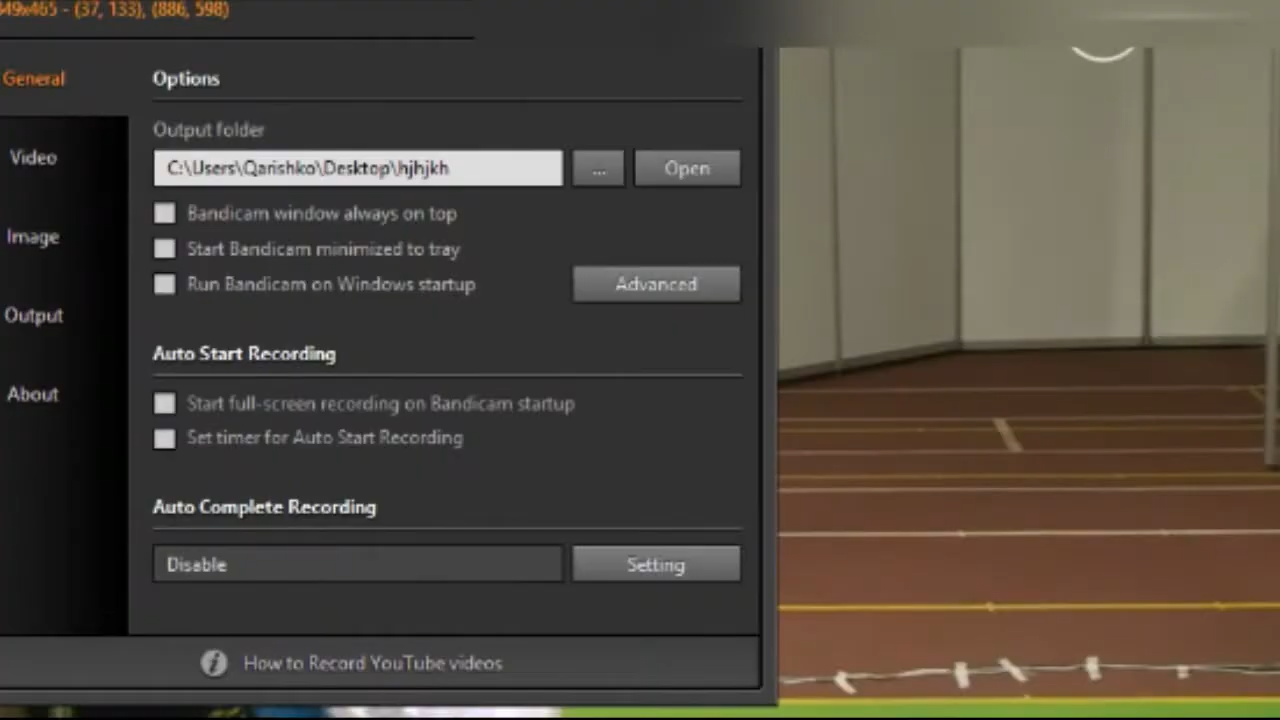 49x465 - (37, 133), (886, 598)
General
Options
Output folder
Video
C:\Users\Qarishko\Desktop\hjhjkh
...
Open
Bandicam window always on top
Image
Start Bandicam minimized to tray
Run Bandicam on Windows startup
Advanced
Output
Auto Start Recording
About
Start full-screen recording on Bandicam startup
Set timer for Auto Start Recording
Auto Complete Recording
Disable
Setting
How to Record YouTube videos